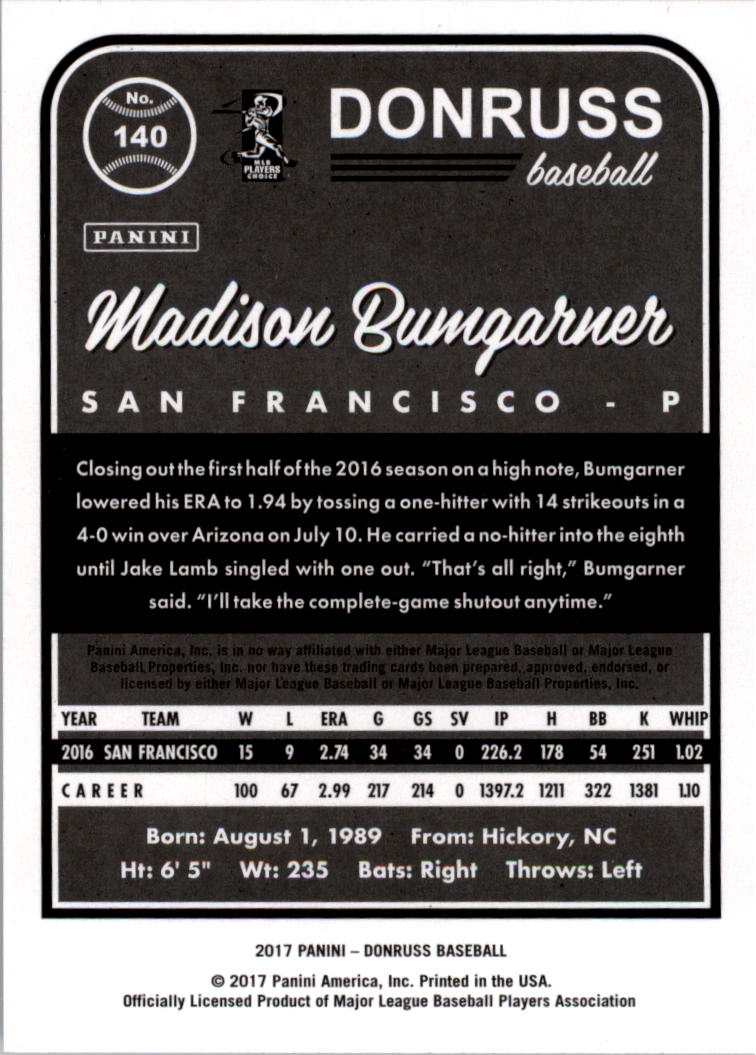 No.
140
MLB
PLAYERS
CHOICE
DONRUSS
baseball
PANINI
Madison Bumgarner
SAN FRANCISCO - P
Closing out the first half of the 2016 season on a high note, Bumgarner
lowered his ERA to 1.94 by tossing a one-hitter with 14 strikeouts in a
4-0 win over Arizona on July 10. He carried a no-hitter into the eighth
until Jake Lamb singled with one out. “That’s all right,” Bumgarner
said. “I’ll take the complete-game shutout anytime.”
Panini America, Inc. is in no way affiliated with either Major League Baseball or Major League
Baseball Properties, Inc. nor have these trading cards been prepared, approved, endorsed, or
licensed by either Major League Baseball or Major League Baseball Properties, Inc.
YEAR TEAM W L ERA G GS SV IP H BB K WHIP
2016 SAN FRANCISCO 15 9 2.74 34 34 0 226.2 178 54 251 1.02
CAREER 100 67 2.99 217 214 0 1397.2 1211 322 1381 1.10
Born: August 1, 1989 From: Hickory, NC
Ht: 6' 5" Wt: 235 Bats: Right Throws: Left
2017 PANINI – DONRUSS BASEBALL
© 2017 Panini America, Inc. Printed in the USA.
Officially Licensed Product of Major League Baseball Players Association